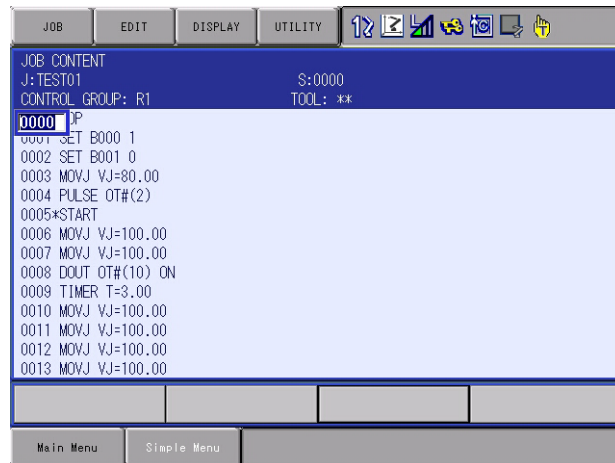 JOB EDIT DISPLAY UTILITY
JOB CONTENT
J:TEST01 S:0000
CONTROL GROUP: R1 TOOL: **
0000 OP
0001 SET B000 1
0002 SET B001 0
0003 MOVJ VJ=80.00
0004 PULSE OT#(2)
0005*START
0006 MOVJ VJ=100.00
0007 MOVJ VJ=100.00
0008 DOUT OT#(10) ON
0009 TIMER T=3.00
0010 MOVJ VJ=100.00
0011 MOVJ VJ=100.00
0012 MOVJ VJ=100.00
0013 MOVJ VJ=100.00
Main Menu Simple Menu